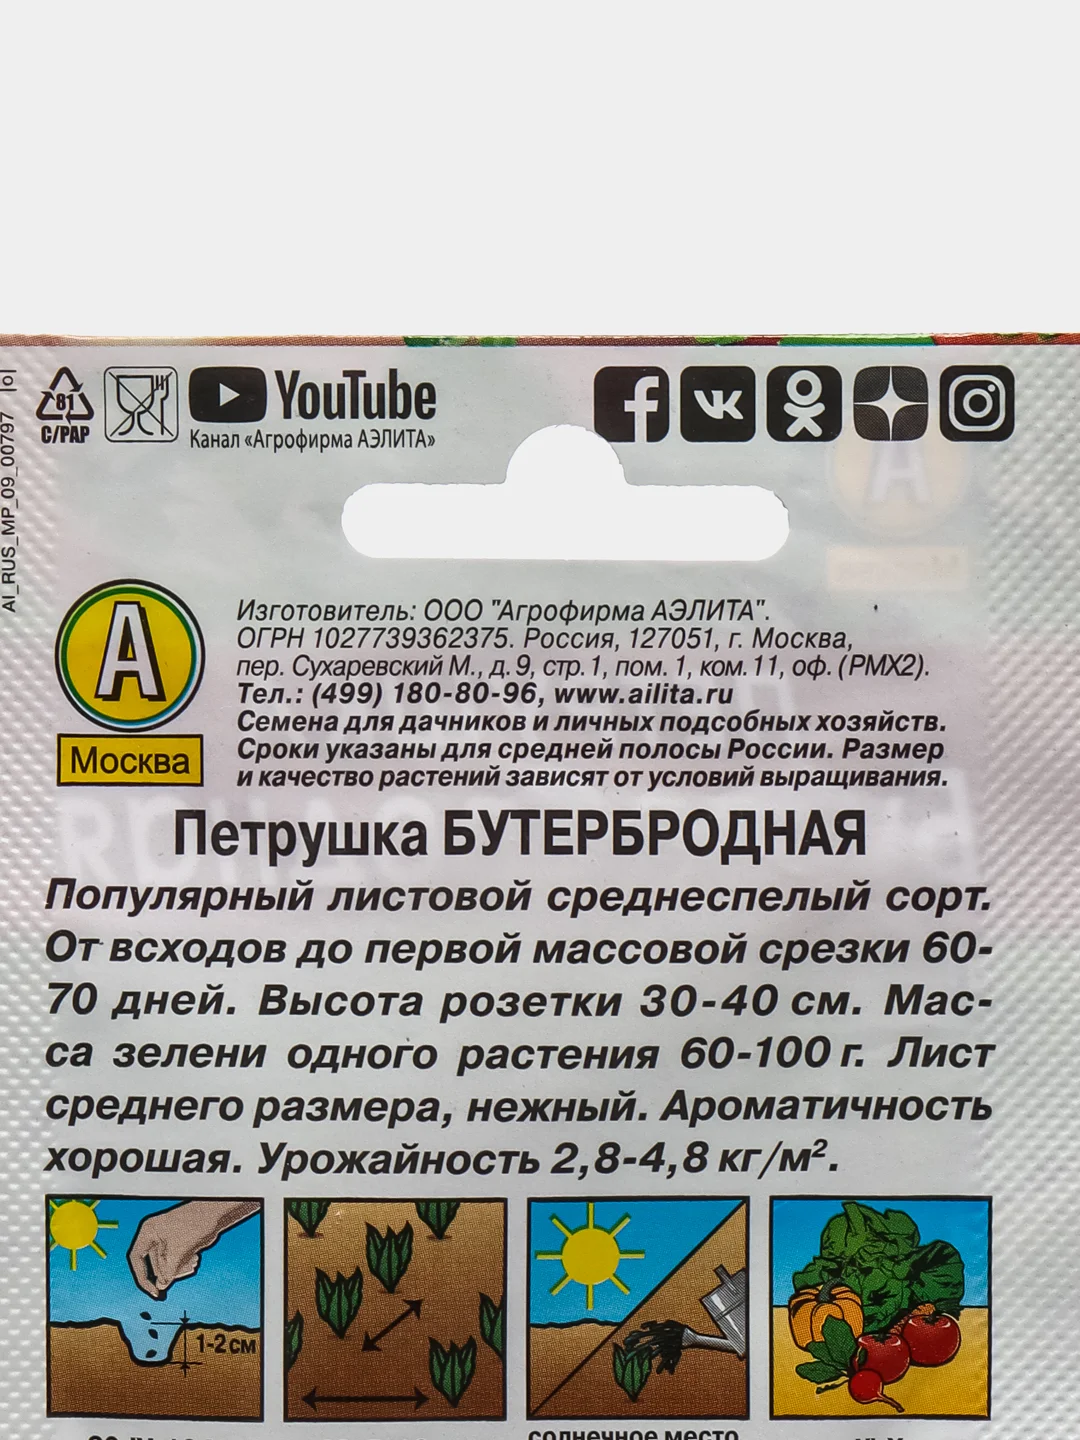 AI_RUS_MP_09_00797 |o|
81
C/PAP
YouTube
Канал «Агрофирма АЭЛИТА»
А
Москва
Изготовитель: ООО "Агрофирма АЭЛИТА".
ОГРН 1027739362375. Россия, 127051, г. Москва,
пер. Сухаревский М., д. 9, стр. 1, пом. 1, ком. 11, оф. (РМХ2).
Тел.: (499) 180-80-96, www.ailita.ru
Семена для дачников и личных подсобных хозяйств.
Сроки указаны для средней полосы России. Размер
и качество растений зависят от условий выращивания.
Петрушка БУТЕРБРОДНАЯ
Популярный листовой среднеспелый сорт.
От всходов до первой массовой срезки 60-
70 дней. Высота розетки 30-40 см. Мас-
са зелени одного растения 60-100 г. Лист
среднего размера, нежный. Ароматичность
хорошая. Урожайность 2,8-4,8 кг/м².
1-2 см
солнечное место